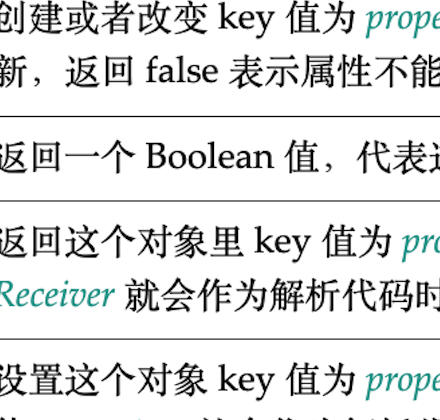 创建或者改变 key 值为 prope
新，返回 false 表示属性不能
返回一个 Boolean 值，代表
返回这个对象里 key 值为 pro
Receiver 就会作为解析代码时
设置这个对象 key 值为 prope